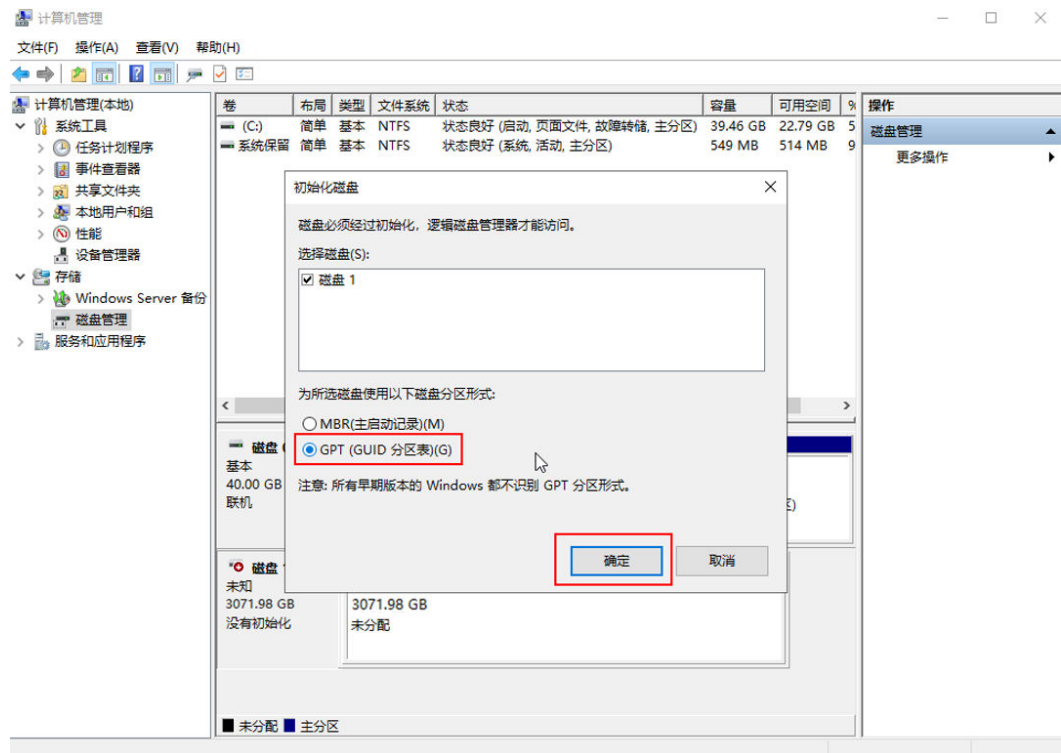 计算机管理
文件(F) 操作(A) 查看(V) 帮助(H)
计算机管理(本地)
系统工具
任务计划程序
事件查看器
共享文件夹
本地用户和组
性能
设备管理器
存储
Windows Server 备份
磁盘管理
服务和应用程序
卷 布局 类型 文件系统 状态 容量 可用空间 %
(C:) 简单 基本 NTFS 状态良好 (启动, 页面文件, 故障转储, 主分区) 39.46 GB 22.79 GB 5
系统保留 简单 基本 NTFS 状态良好 (系统, 活动, 主分区) 549 MB 514 MB 9
操作
磁盘管理
更多操作
初始化磁盘
磁盘必须经过初始化，逻辑磁盘管理器才能访问。
选择磁盘(S):
磁盘 1
为所选磁盘使用以下磁盘分区形式:
MBR(主启动记录)(M)
GPT (GUID 分区表)(G)
注意: 所有早期版本的 Windows 都不识别 GPT 分区形式。
确定 取消
磁盘
基本
40.00 GB
联机
磁盘
未知
3071.98 GB
没有初始化
3071.98 GB
未分配
未分配 主分区